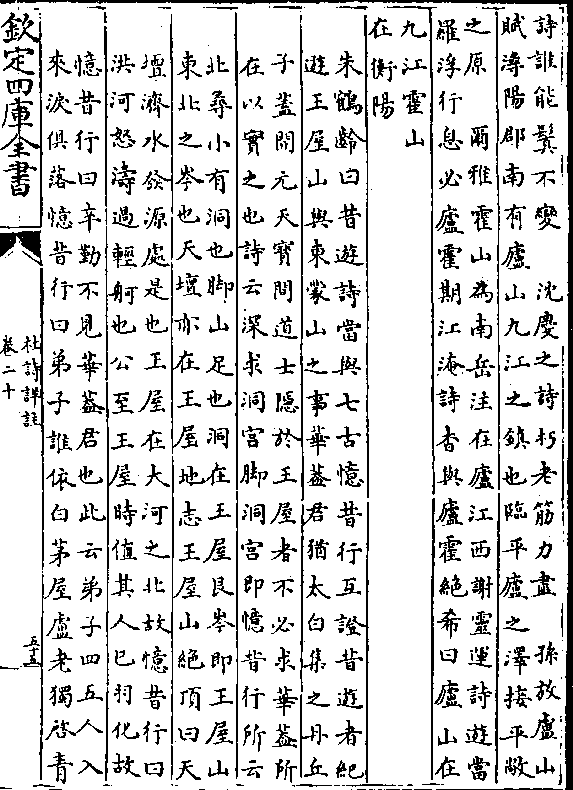 詩誰能鬂不變　沈慶之詩朽老筋力盡　孫放廬山
賦潯陽郡南有廬山九江之鎮也臨平廬之澤接平敞
之原　爾雅霍山為南岳注在廬江西謝靈運詩遊當
羅浮行息必廬霍期江淹詩杳與廬霍絶希曰廬山在
九江霍山
在衡陽
朱鶴齡曰昔遊詩當與七古憶昔行互證昔遊者紀
遊王屋山與東蒙山之事華蓋君猶太白集之丹丘
子葢開元天寶間道士隱於王屋者不必求華葢所
在以實之也詩云深求洞宫脚洞宫即憶昔行所云
北尋小有洞也脚山足也洞在王屋艮岑即王屋山
東北之岑也天壇亦在王屋地志王屋山絶頂曰天
壇濟水發源處是也王屋在大河之北故憶昔行曰
洪河怒濤過輕舸也公至王屋時值其人已羽化故
憶昔行曰辛勤不見華葢君也此云弟子四五人入
來淚俱落憶昔行曰弟子誰依白茅屋盧老獨啓青
欽定四庫全書
杜詩詳註
卷二十
五十五